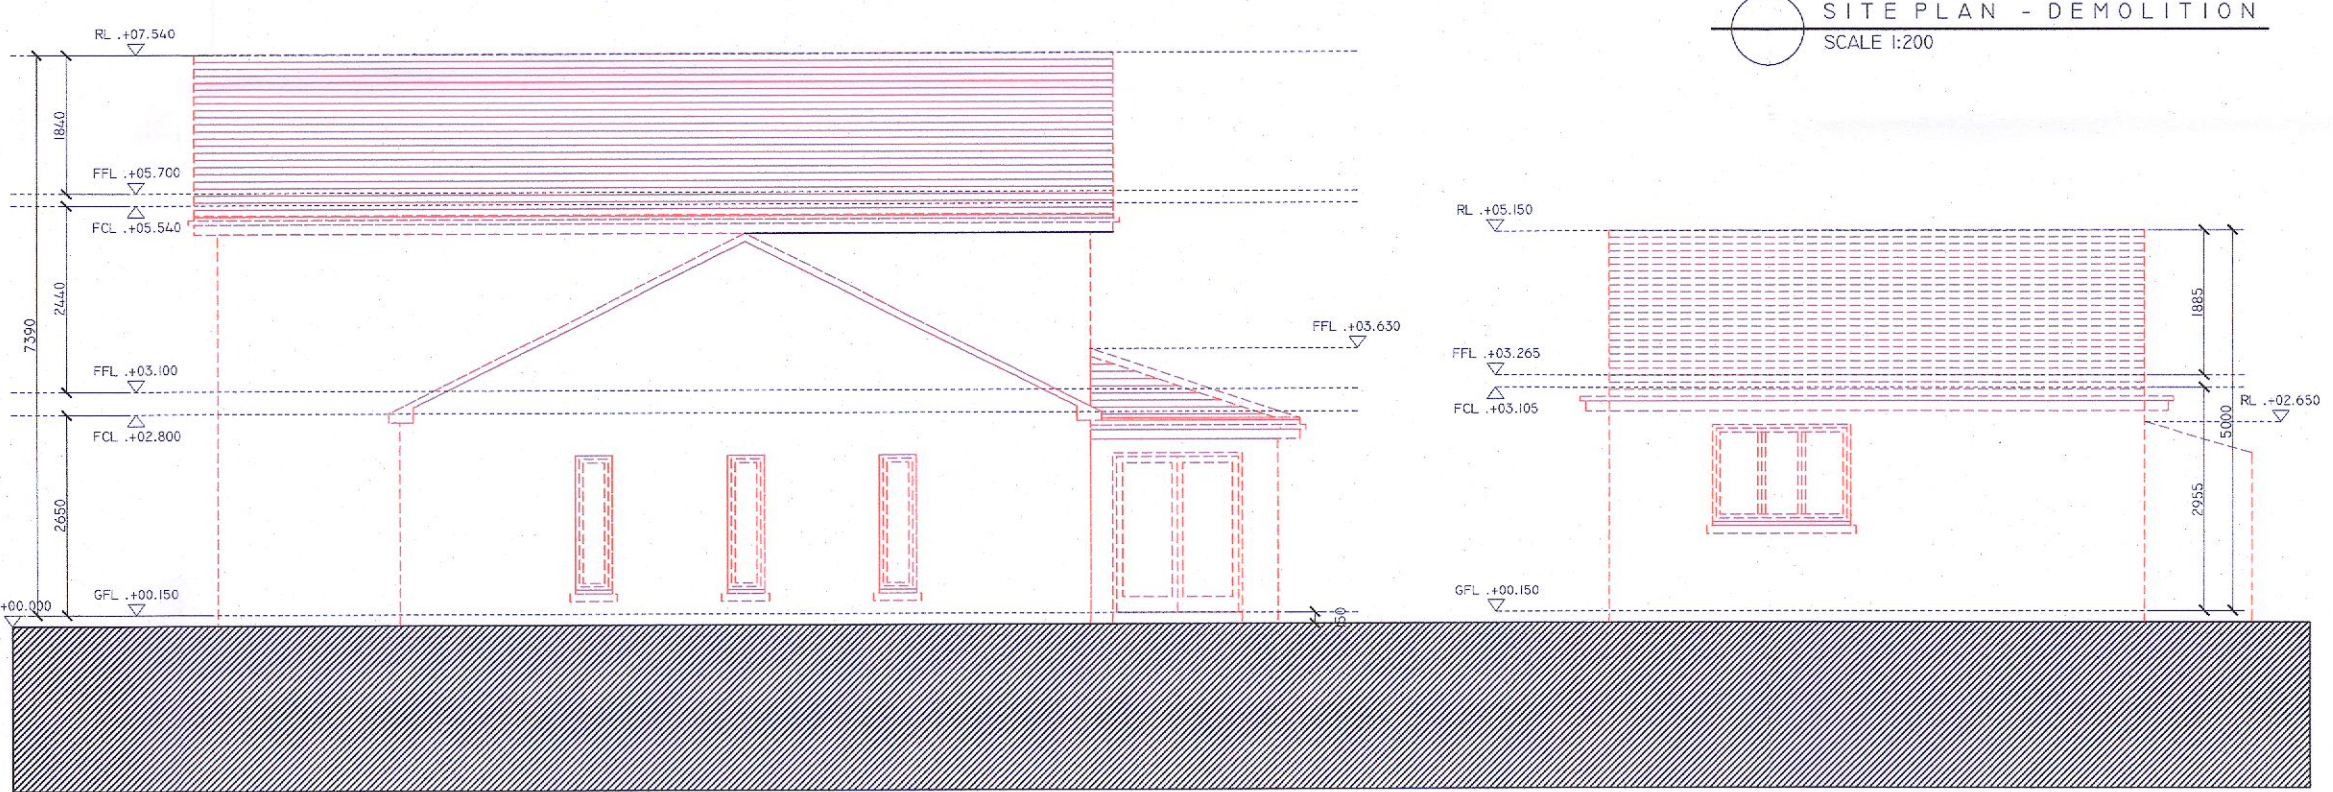 SITE PLAN - DEMOLITION
SCALE 1:200
RL .+07.540
1840
FFL .+05.700
FCL .+05.540
2440
7390
FFL .+03.100
FCL .+02.800
2650
GFL .+00.150
+00.000
FFL .+03.630
150
RL .+05.150
1885
FFL .+03.265
FCL .+03.105
RL .+02.650
5000
2955
GFL .+00.150